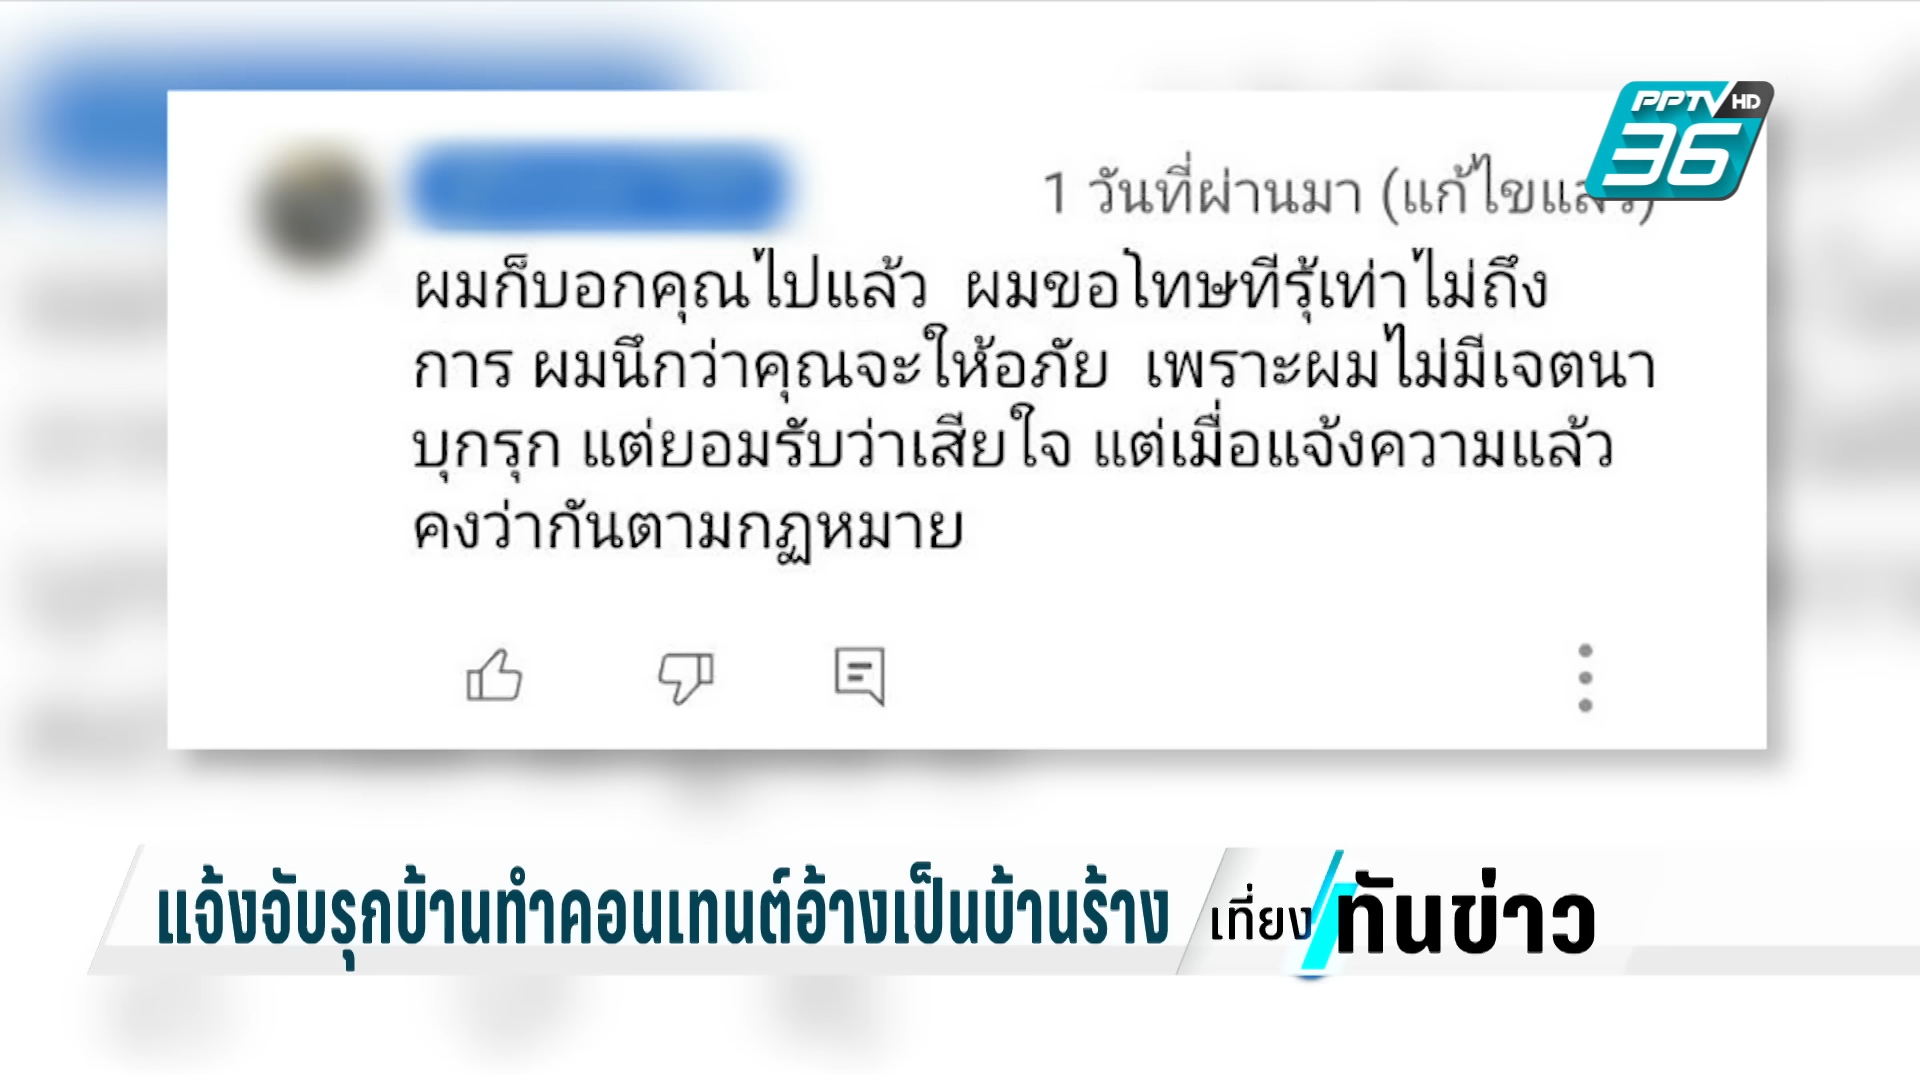 PPTV HD
36
1 วันที่ผ่านมา (แก้ไขแล้ว)
ผมก็บอกคุณไปแล้ว ผมขอโทษทีรุ้เท่าไม่ถึง
การ ผมนึกว่าคุณจะให้อภัย เพราะผมไม่มีเจตนา
บุกรุก แต่ยอมรับว่าเสียใจ แต่เมื่อแจ้งความแล้ว
คงว่ากันตามกฏหมาย
แจ้งจับรุกบ้านทำคอนเทนต์อ้างเป็นบ้านร้าง
เที่ยง ทันข่าว